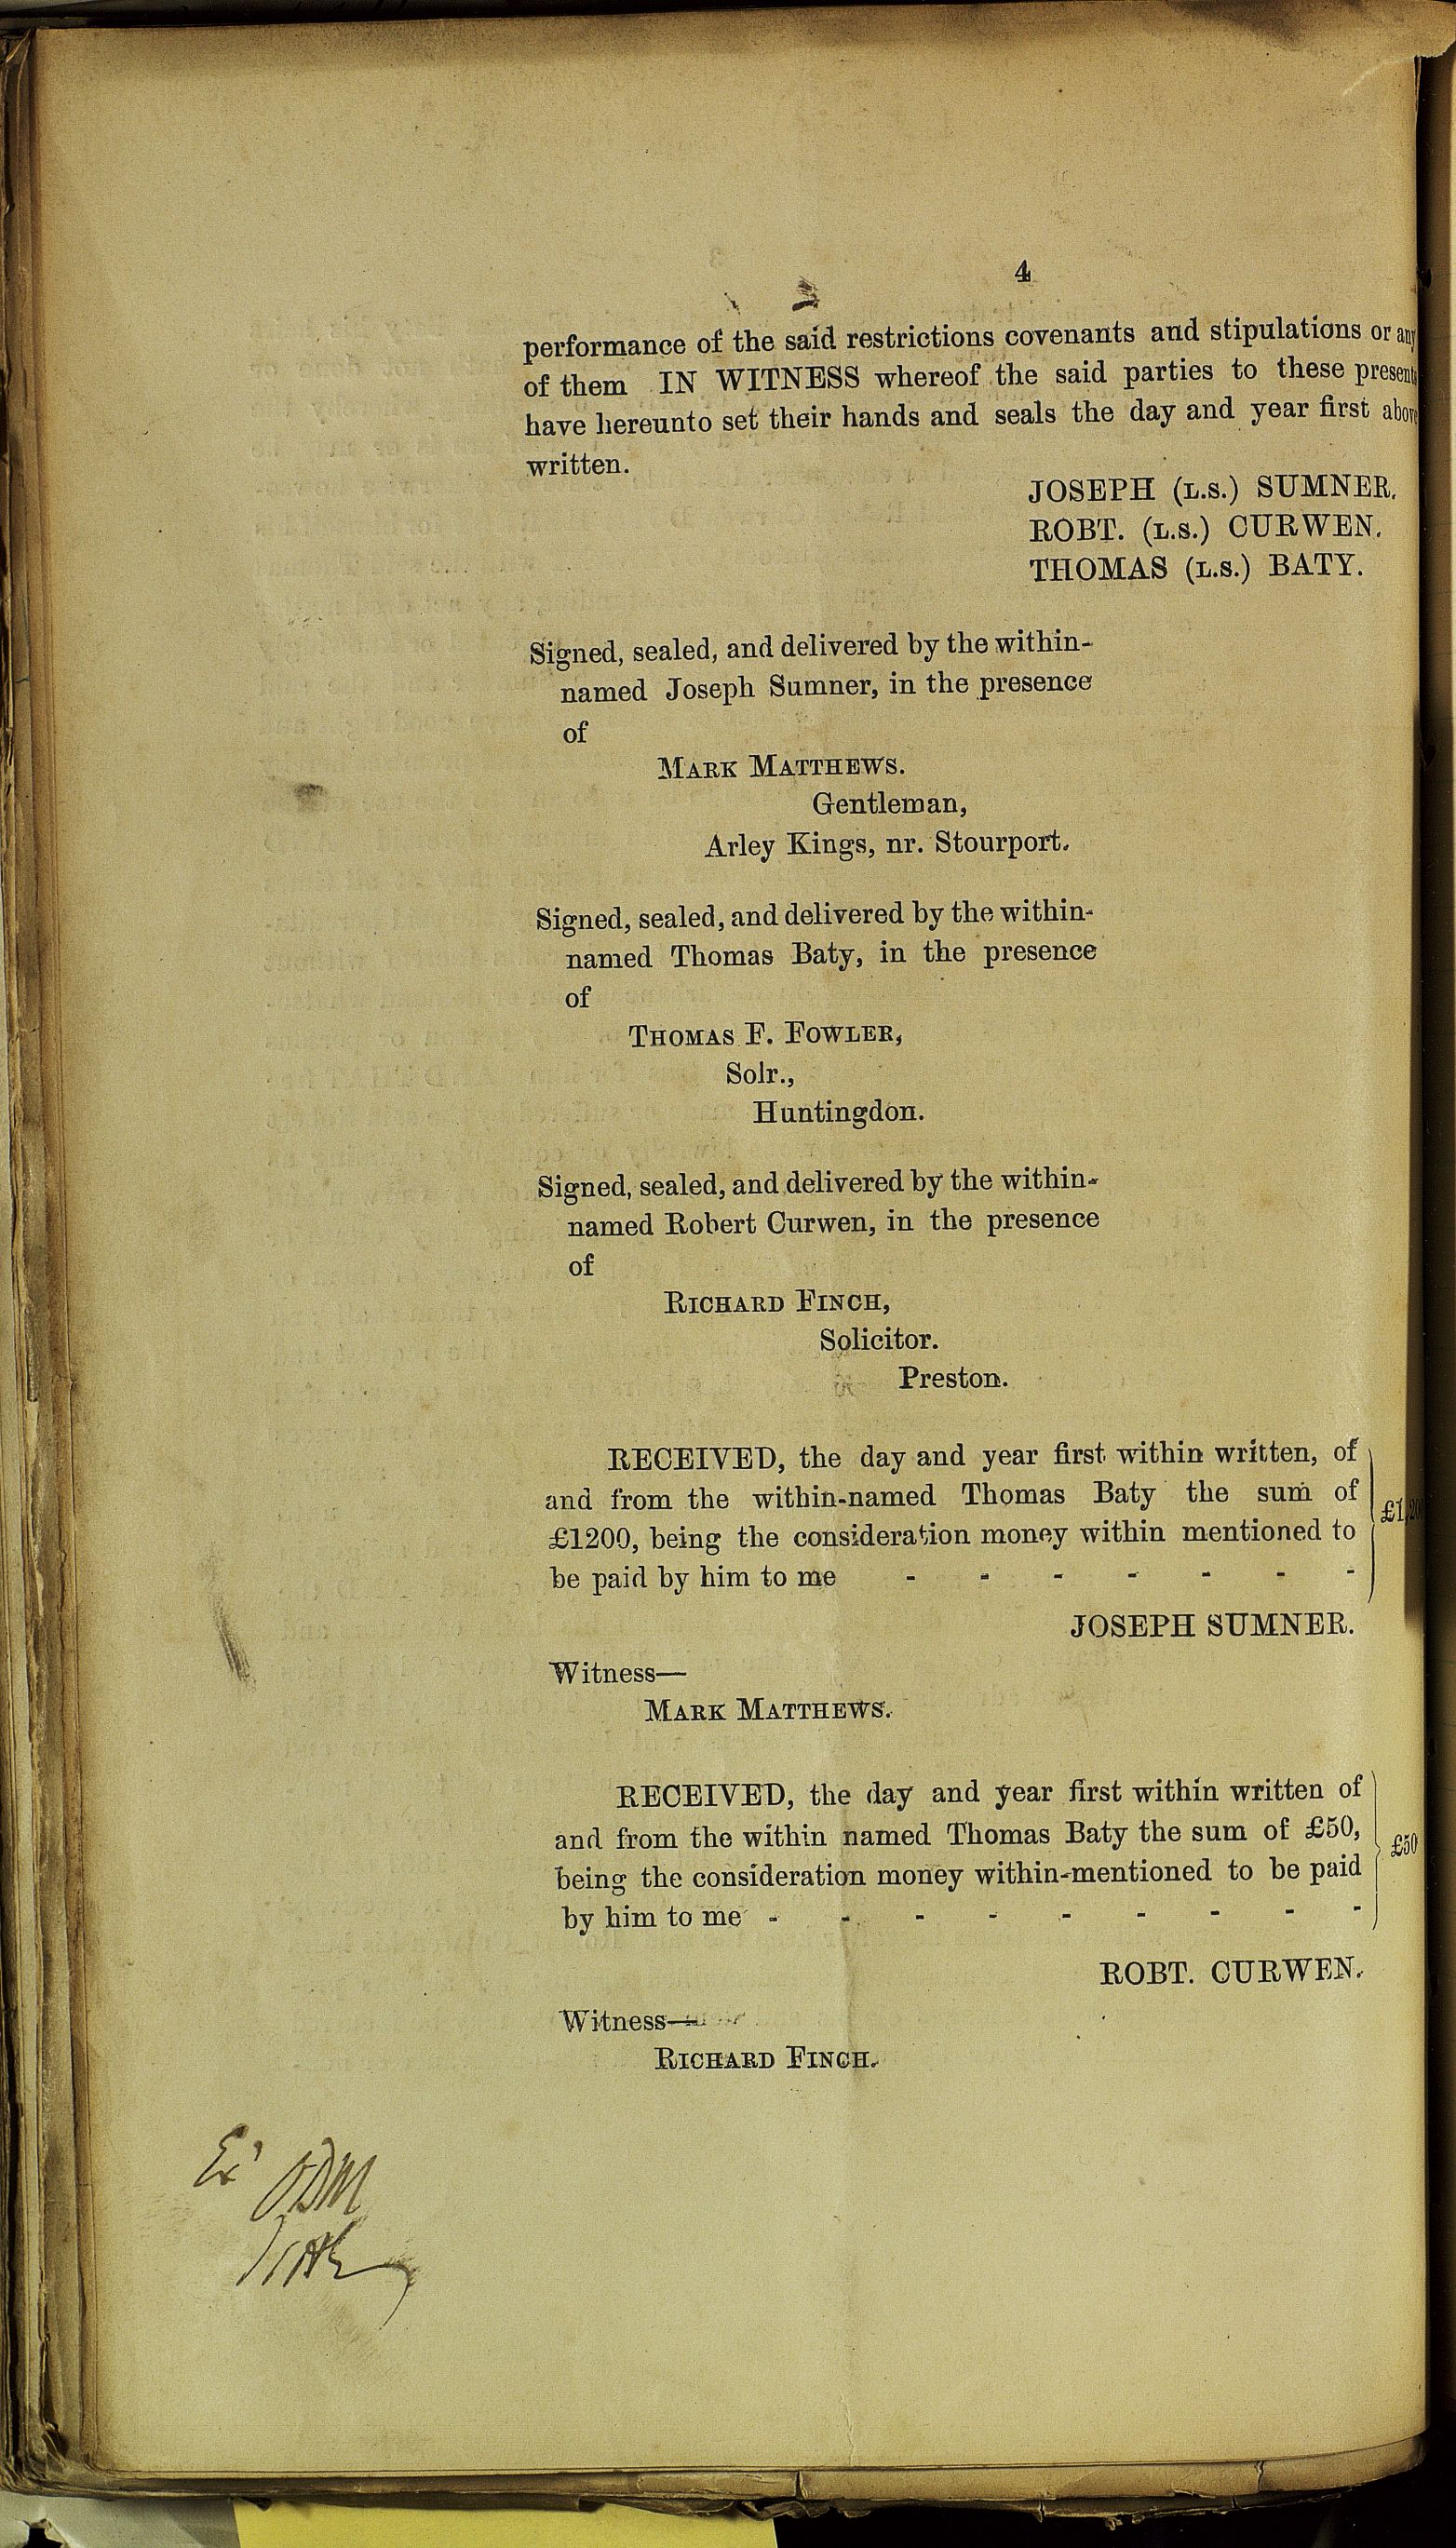 4
performance of the said restrictions covenants and stipulations or any
of them IN WITNESS whereof the said parties to these presents
have hereunto set their hands and seals the day and year first above
written.
JOSEPH (L.S.) SUMNER.
ROBT. (L.S.) CURWEN.
THOMAS (L.S.) BATY.
Signed, sealed, and delivered by the within-
named Joseph Sumner, in the presence
of
MARK MATTHEWS.
Gentleman,
Arley Kings, nr. Stourport.
Signed, sealed, and delivered by the within-
named Thomas Baty, in the presence
of
THOMAS F. FOWLER,
Solr.,
Huntingdon.
Signed, sealed, and delivered by the within-
named Robert Curwen, in the presence
of
RICHARD FINCH,
Solicitor.
Preston.
RECEIVED, the day and year first within written, of
and from the within-named Thomas Baty the sum of
£1200, being the consideration money within mentioned to
be paid by him to me - - - - - - -
JOSEPH SUMNER.
Witness—
MARK MATTHEWS.
RECEIVED, the day and year first within written of
and from the within named Thomas Baty the sum of £50,
being the consideration money within-mentioned to be paid £50
by him to me - - - - - - - - -
ROBT. CURWEN.
Witness—
RICHARD FINCH.